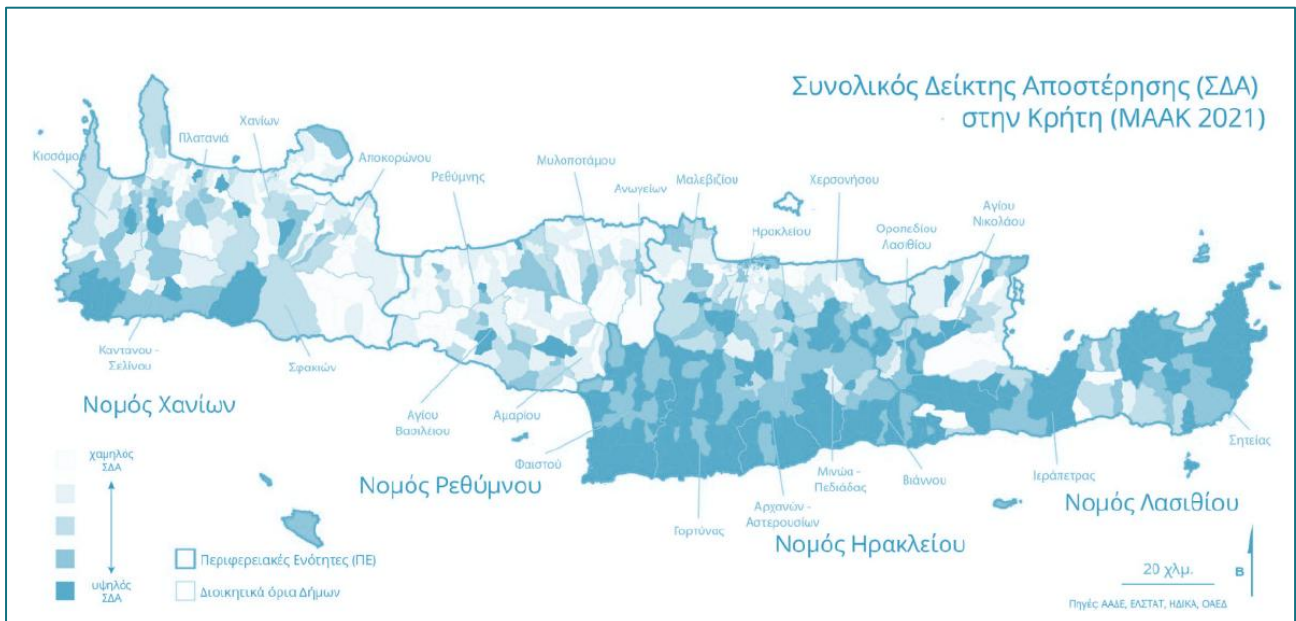 Συνολικός Δείκτης Αποστέρησης (ΣΔΑ)
στην Κρήτη (ΜΑΑΚ 2021)
Χανίων
Πλατανιά
Κισσάμου
Αποκορώνου
Ρεθύμνης
Μυλοποτάμου
Ανωγείων
Μαλεβιζίου
Χερσονήσου
Ηρακλείου
Οροπεδίου
Λασιθίου
Αγίου
Νικολάου
Καντανου -
Σελίνου
Σφακιών
Νομός Χανίων
Αγίου
Βασιλείου
Αμαρίου
Φαιστού
Νομός Ρεθύμνου
Γορτύνας
Αρχανών -
Αστερουσίων
Μινώα -
Πεδιάδας
Βιάννου
Ιεράπετρας
Σητείας
Νομός Λασιθίου
Νομός Ηρακλείου
χαμηλός
ΣΔΑ
υψηλός
ΣΔΑ
Περιφερειακές Ενότητες (ΠΕ)
Διοικητικά όρια Δήμων
20 χλμ.
Β
Πηγές: ΑΑΔΕ, ΕΛΣΤΑΤ, ΗΔΙΚΑ, ΟΑΕΔ